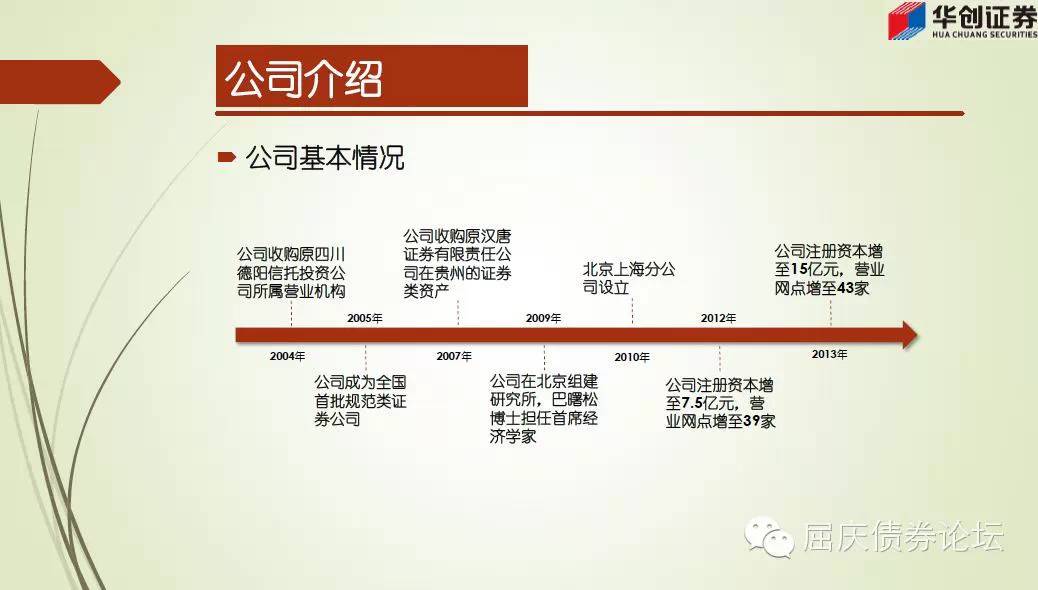 华创证券
HUA CHUANG SECURITIES
公司介绍
公司基本情况
公司收购原四川
德阳信托投资公
司所属营业机构
2004年
2005年
公司成为全国
首批规范类证
券公司
公司收购原汉唐
证券有限责任公
司在贵州的证券
类资产
2007年
2009年
公司在北京组建
研究所，巴曙松
博士担任首席经
济学家
北京上海分公
司设立
2010年
2012年
公司注册资本增
至7.5亿元，营
业网点增至39家
公司注册资本增
至15亿元，营业
网点增至43家
2013年
屈庆债券论坛